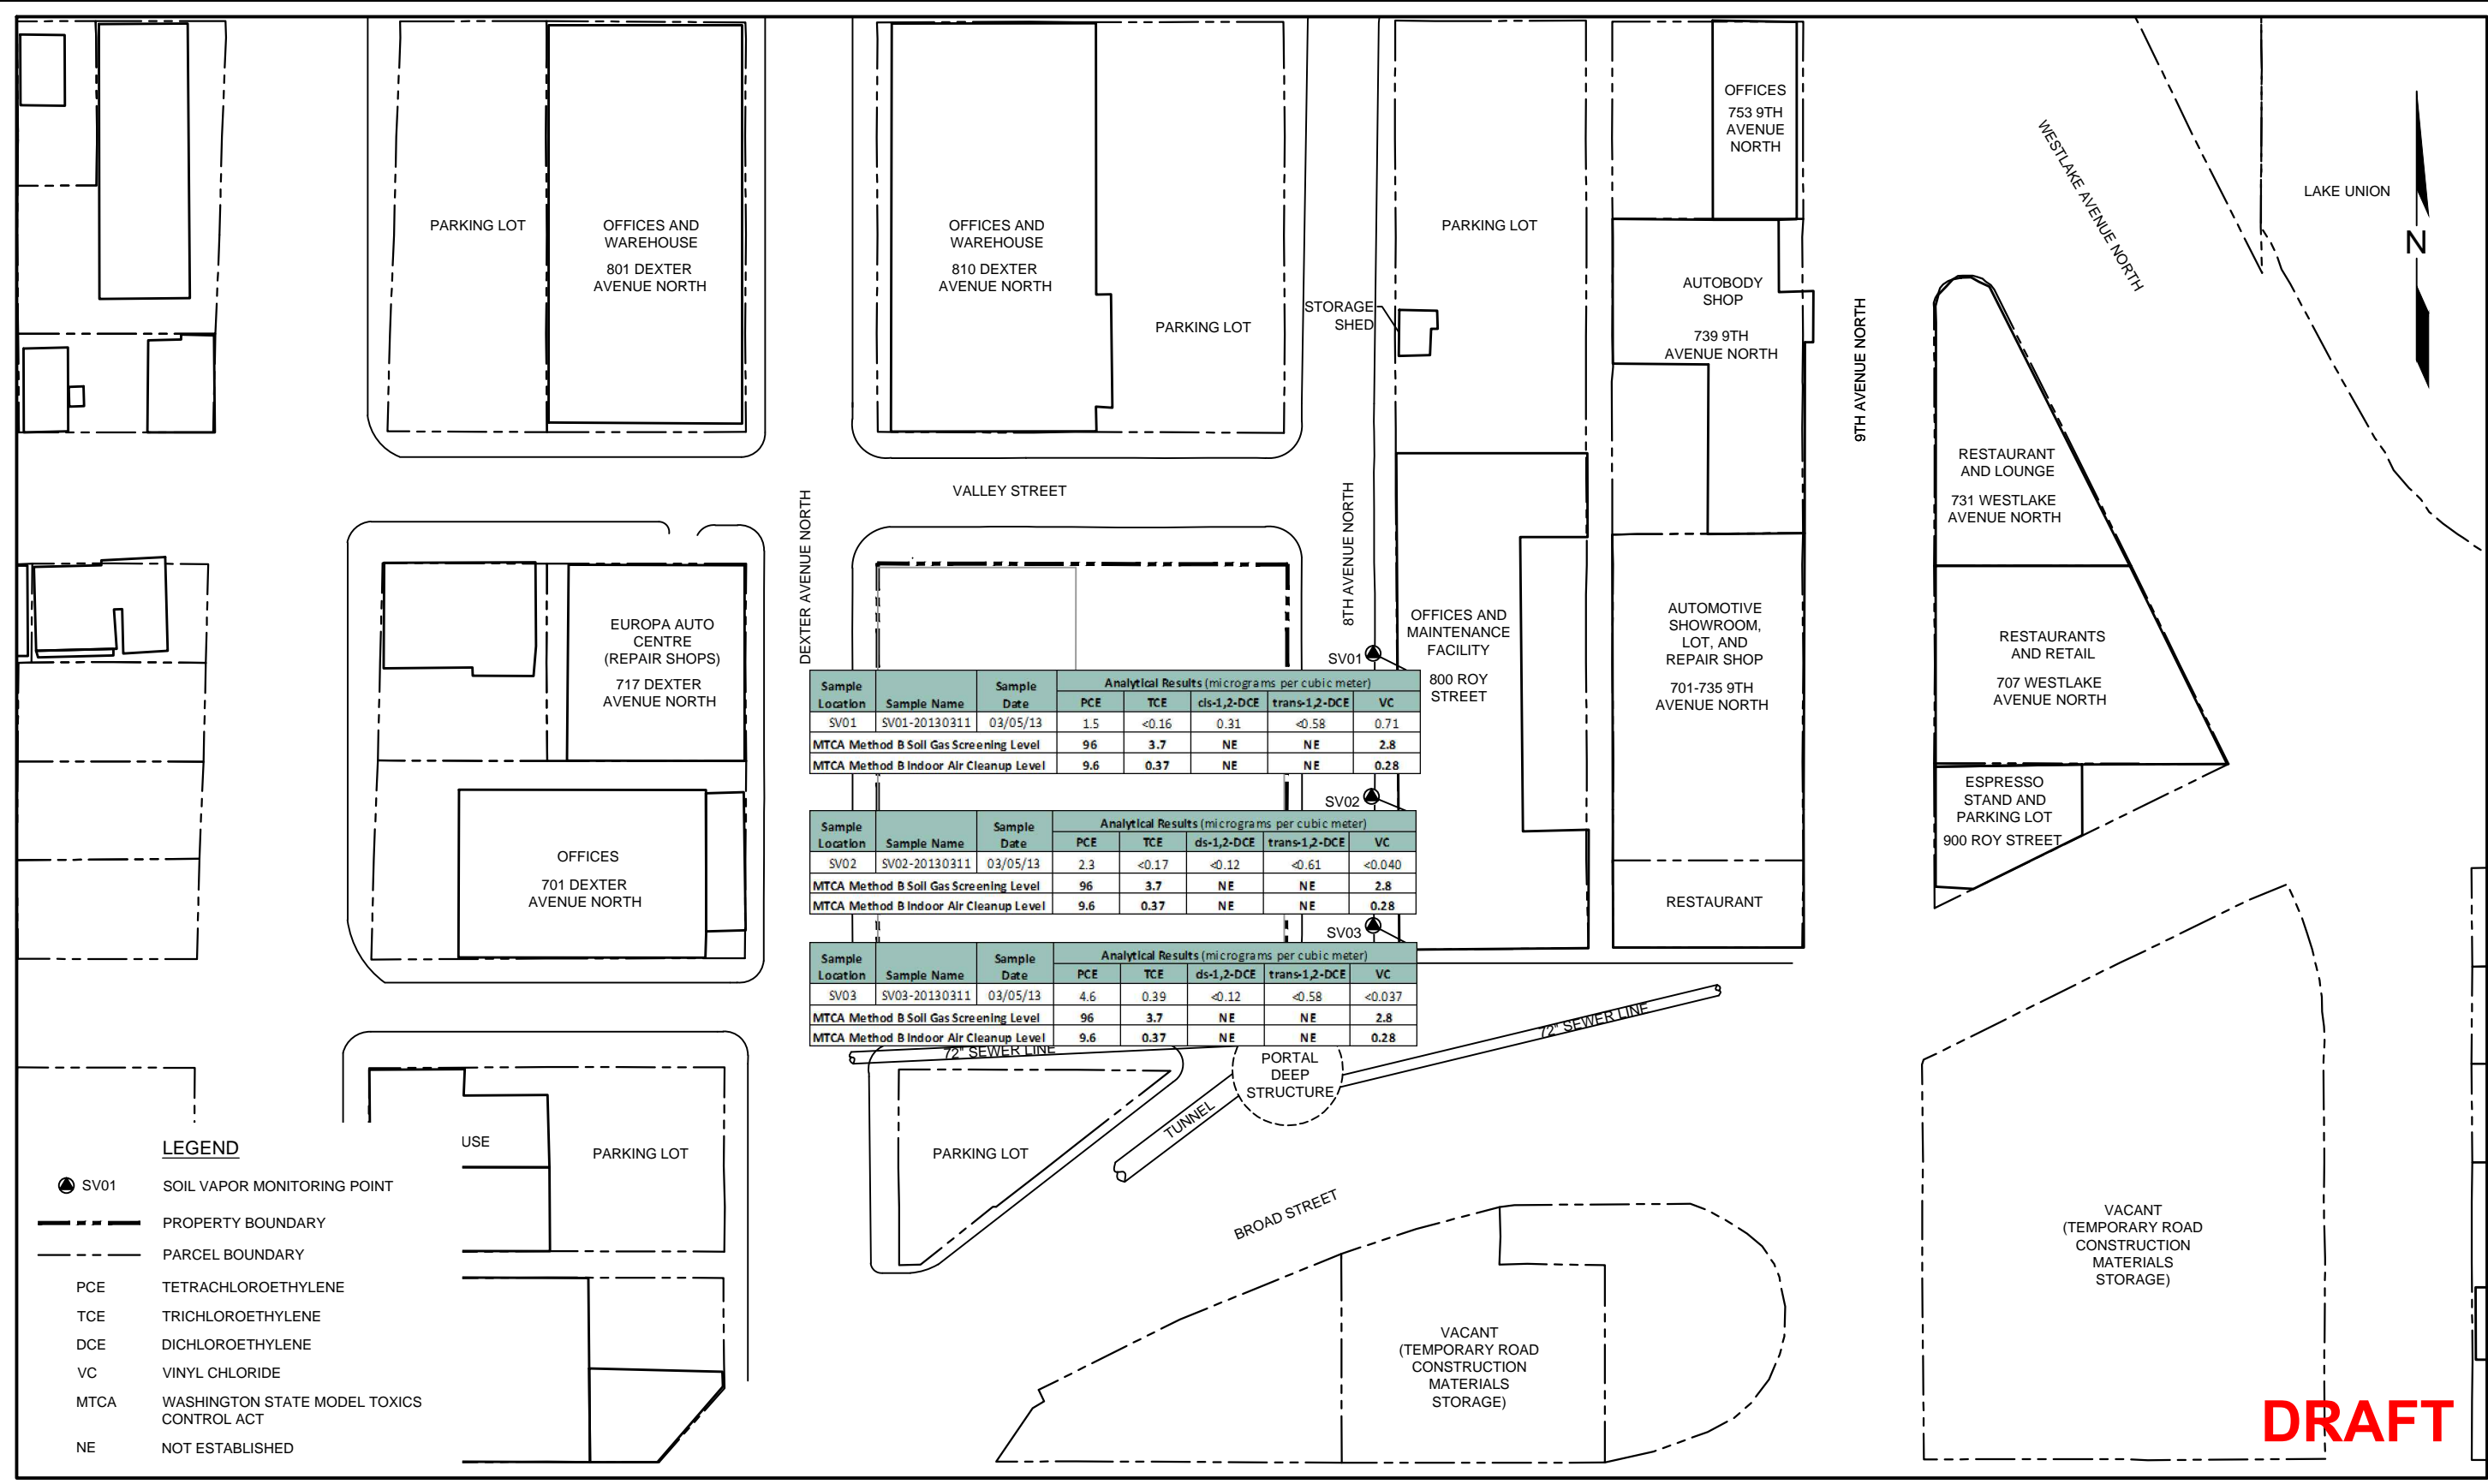 OFFICES
753 9TH
AVENUE
NORTH
WESTLAKE AVENUE NORTH
LAKE UNION
N
PARKING LOT
OFFICES AND
WAREHOUSE
801 DEXTER
AVENUE NORTH
OFFICES AND
WAREHOUSE
810 DEXTER
AVENUE NORTH
PARKING LOT
PARKING LOT
STORAGE
SHED
AUTOBODY
SHOP
739 9TH
AVENUE NORTH
9TH AVENUE NORTH
RESTAURANT
AND LOUNGE
731 WESTLAKE
AVENUE NORTH
VALLEY STREET
DEXTER AVENUE NORTH
8TH AVENUE NORTH
EUROPA AUTO
CENTRE
(REPAIR SHOPS)
717 DEXTER
AVENUE NORTH
OFFICES AND
MAINTENANCE
FACILITY
800 ROY
STREET
AUTOMOTIVE
SHOWROOM,
LOT, AND
REPAIR SHOP
701-735 9TH
AVENUE NORTH
RESTAURANTS
AND RETAIL
707 WESTLAKE
AVENUE NORTH
SV01
Sample Location Sample Name Sample Date Analytical Results (micrograms per cubic meter)
PCE TCE cis-1,2-DCE trans-1,2-DCE VC
SV01 SV01-20130311 03/05/13 1.5 <0.16 0.31 <0.58 0.71
MTCA Method B Soil Gas Screening Level 96 3.7 NE NE 2.8
MTCA Method B Indoor Air Cleanup Level 9.6 0.37 NE NE 0.28
SV02
Sample Location Sample Name Sample Date Analytical Results (micrograms per cubic meter)
PCE TCE cis-1,2-DCE trans-1,2-DCE VC
SV02 SV02-20130311 03/05/13 2.3 <0.17 <0.12 <0.61 <0.040
MTCA Method B Soil Gas Screening Level 96 3.7 NE NE 2.8
MTCA Method B Indoor Air Cleanup Level 9.6 0.37 NE NE 0.28
SV03
Sample Location Sample Name Sample Date Analytical Results (micrograms per cubic meter)
PCE TCE cis-1,2-DCE trans-1,2-DCE VC
SV03 SV03-20130311 03/05/13 4.6 0.39 <0.12 <0.58 <0.037
MTCA Method B Soil Gas Screening Level 96 3.7 NE NE 2.8
MTCA Method B Indoor Air Cleanup Level 9.6 0.37 NE NE 0.28
ESPRESSO
STAND AND
PARKING LOT
900 ROY STREET
OFFICES
701 DEXTER
AVENUE NORTH
RESTAURANT
72" SEWER LINE
72" SEWER LINE
PORTAL
DEEP
STRUCTURE
TUNNEL
PARKING LOT
BROAD STREET
USE
PARKING LOT
VACANT
(TEMPORARY ROAD
CONSTRUCTION
MATERIALS
STORAGE)
VACANT
(TEMPORARY ROAD
CONSTRUCTION
MATERIALS
STORAGE)
LEGEND
SV01 SOIL VAPOR MONITORING POINT
PROPERTY BOUNDARY
PARCEL BOUNDARY
PCE TETRACHLOROETHYLENE
TCE TRICHLOROETHYLENE
DCE DICHLOROETHYLENE
VC VINYL CHLORIDE
MTCA WASHINGTON STATE MODEL TOXICS
CONTROL ACT
NE NOT ESTABLISHED
DRAFT